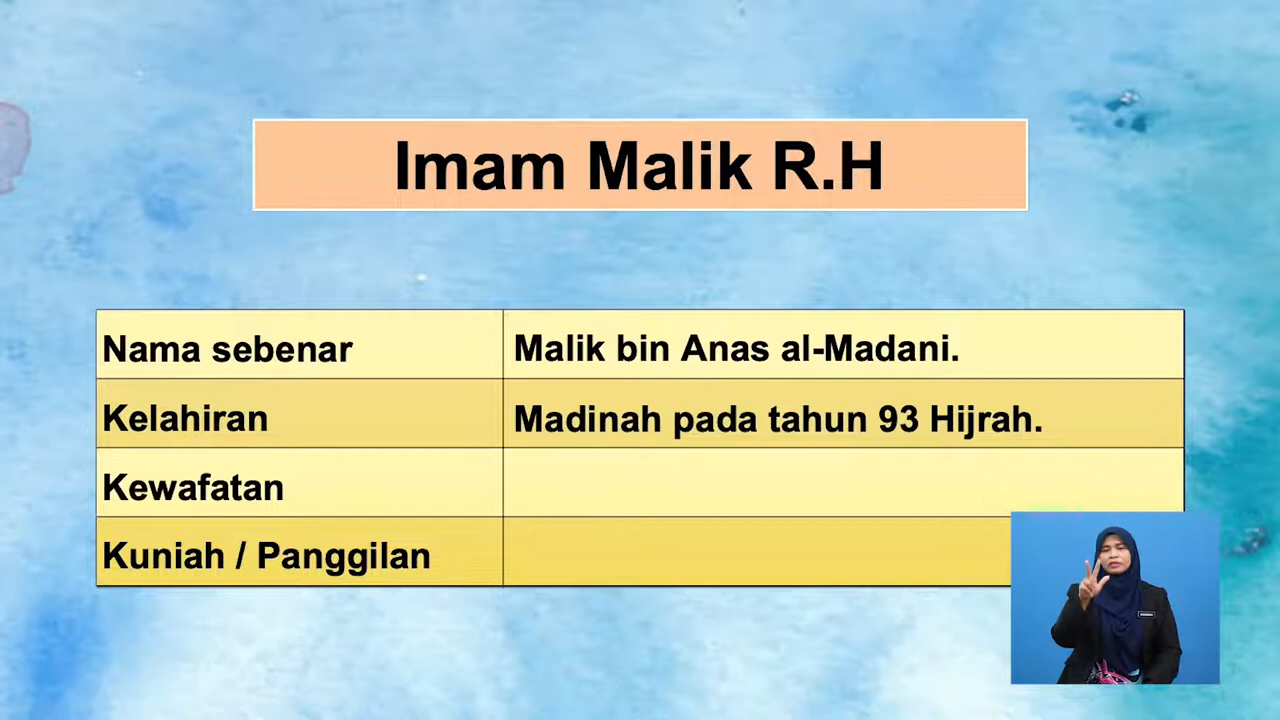 Imam Malik R.H
Nama sebenar
Malik bin Anas al-Madani.
Kelahiran
Madinah pada tahun 93 Hijrah.
Kewafatan
Kuniah / Panggilan